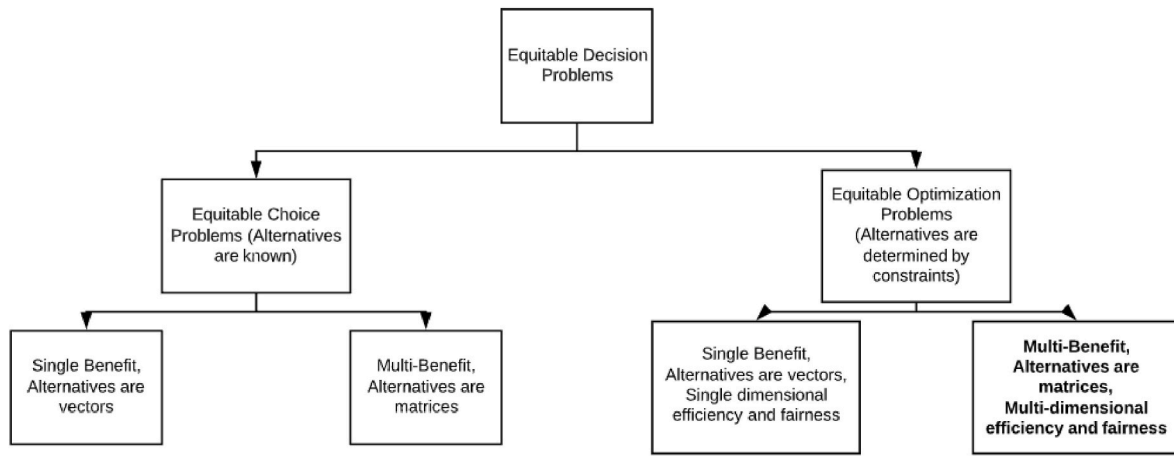 Equitable Decision
Problems
Equitable Choice
Problems (Alternatives
are known)
Equitable Optimization
Problems
(Alternatives are
determined by
constraints)
Single Benefit,
Alternatives are
vectors
Multi-Benefit,
Alternatives are
matrices
Single Benefit,
Alternatives are vectors,
Single dimensional
efficiency and fairness
Multi-Benefit,
Alternatives are
matrices,
Multi-dimensional
efficiency and fairness